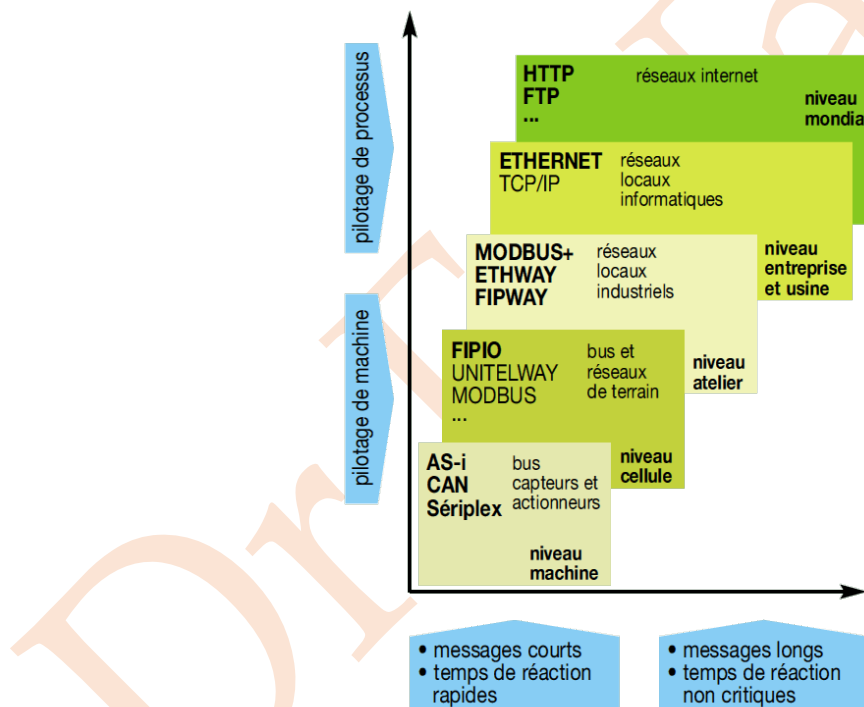 pilotage de processus
pilotage de machine
HTTP
FTP
...
réseaux internet
niveau
mondia
ETHERNET
TCP/IP
réseaux
locaux
informatiques
niveau
entreprise
et usine
MODBUS+
ETHWAY
FIPWAY
réseaux
locaux
industriels
niveau
atelier
FIPIO
UNITELWAY
MODBUS
...
bus et
réseaux
de terrain
niveau
cellule
AS-i
CAN
Sériplex
bus
capteurs et
actionneurs
niveau
machine
• messages courts
• temps de réaction
rapides
• messages longs
• temps de réaction
non critiques